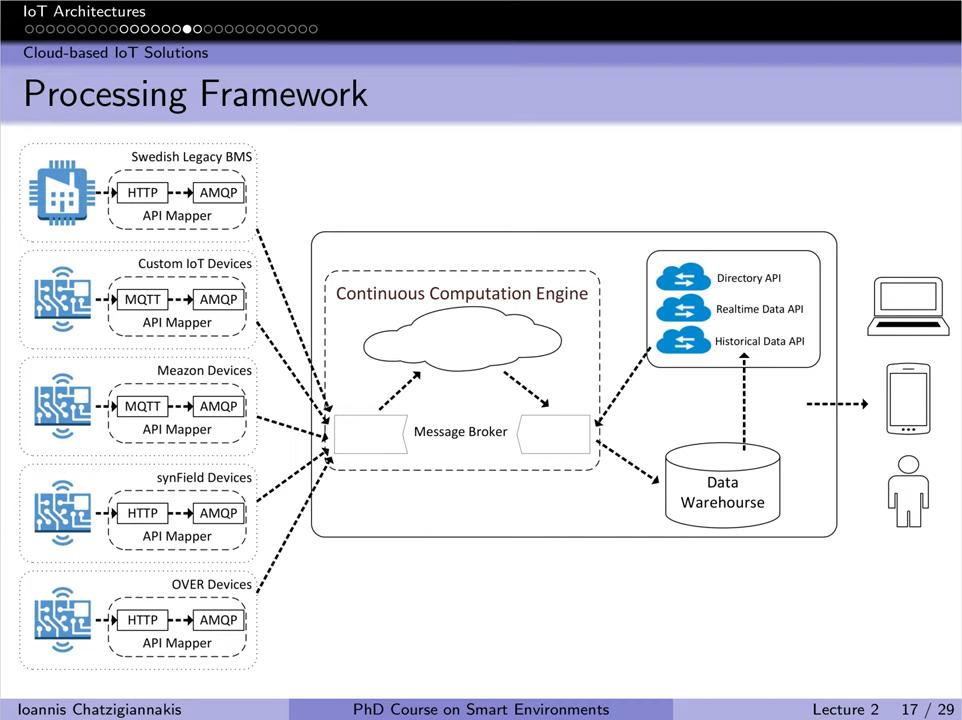 IoT Architectures
Cloud-based IoT Solutions
Processing Framework
Swedish Legacy BMS
HTTP
AMQP
API Mapper
Custom IoT Devices
MQTT
AMQP
API Mapper
Meazon Devices
MQTT
AMQP
API Mapper
synField Devices
HTTP
AMQP
API Mapper
OVER Devices
HTTP
AMQP
API Mapper
Continuous Computation Engine
Message Broker
Directory API
Realtime Data API
Historical Data API
Data
Warehourse
Ioannis Chatzigiannakis
PhD Course on Smart Environments
Lecture 2 17 / 29